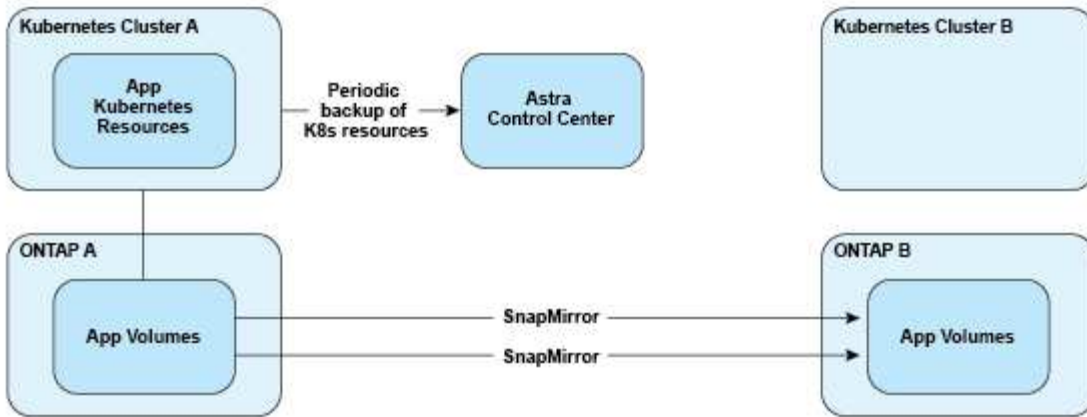 Kubernetes Cluster A
App
Kubernetes
Resources
Periodic
backup of
K8s resources
Astra
Control Center
Kubernetes Cluster B
ONTAP A
App Volumes
SnapMirror
SnapMirror
ONTAP B
App Volumes